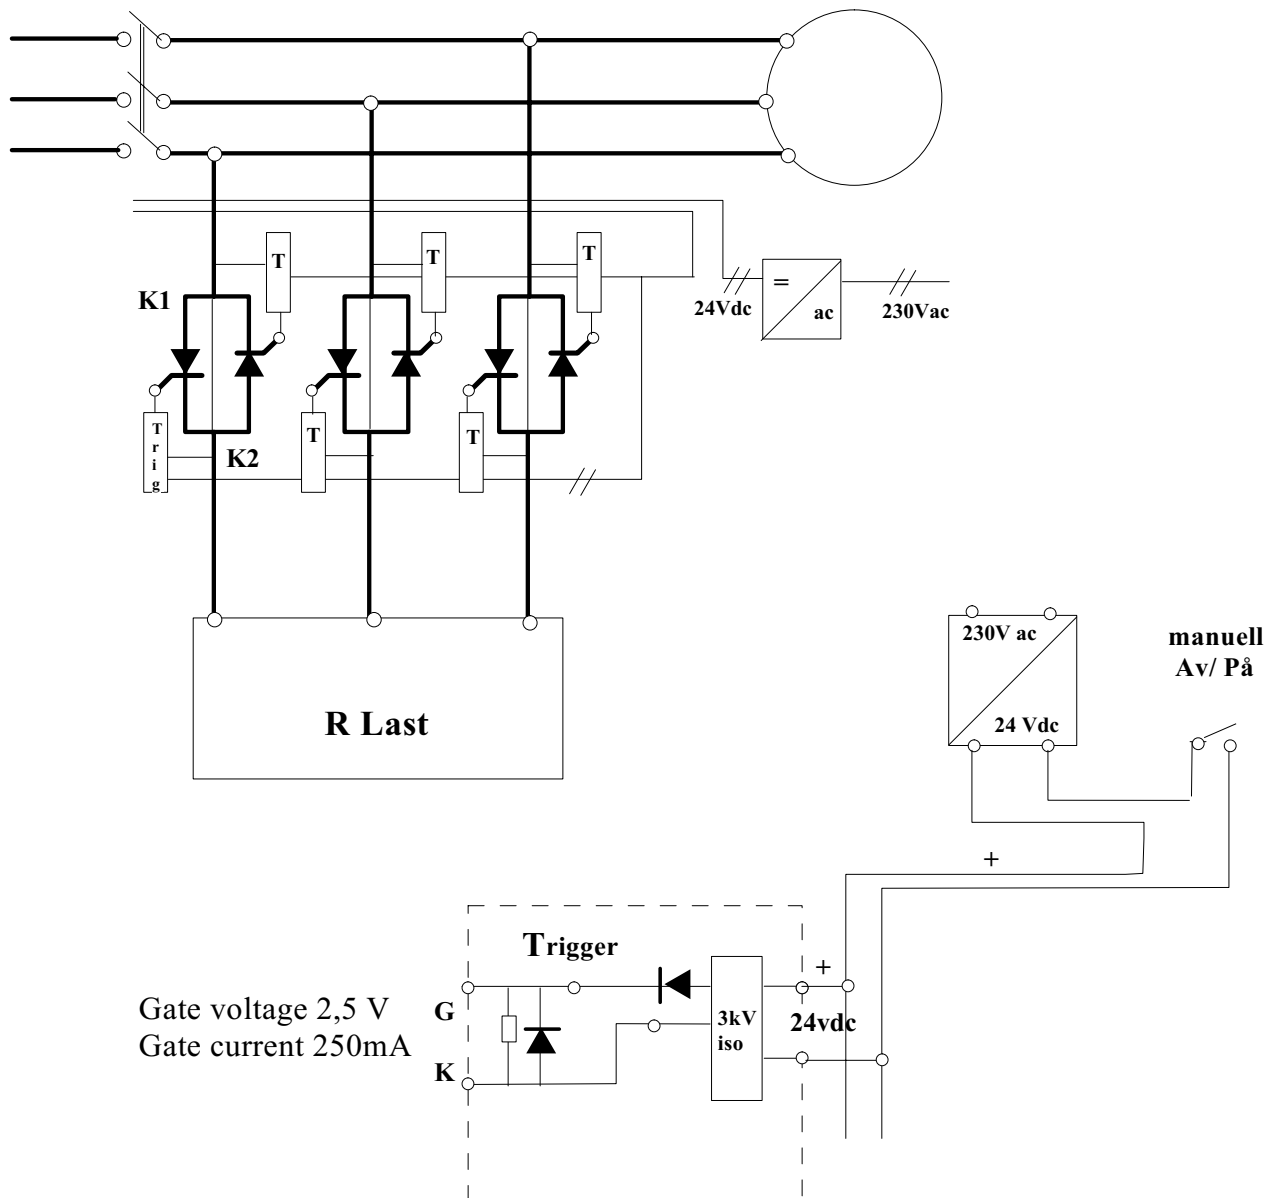 T
T
T
K1
=
ac
24Vdc
230Vac
Trig
K2
T
T
R Last
230V ac
24 Vdc
manuell
Av/ På
+
Trigger
+
Gate voltage 2,5 V
Gate current 250mA
G
K
3kV
iso
24vdc